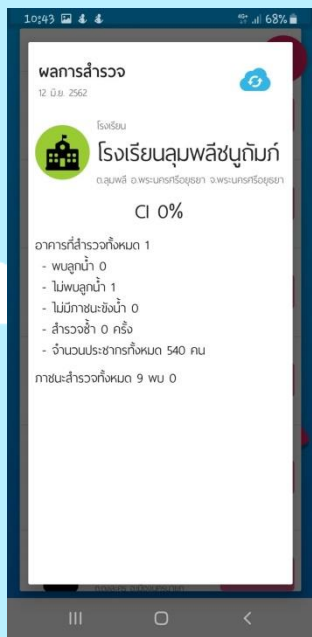 10:43
68%
ผลการสำรวจ
12 มิ.ย. 2562
โรงเรียน
โรงเรียนลุมพลีชนูถัมภ์
ต.ลุมพลี อ.พระนครศรีอยุธยา จ.พระนครศรีอยุธยา
CI 0%
อาคารที่สำรวจทั้งหมด 1
- พบลูกน้ำ 0
- ไม่พบลูกน้ำ 1
- ไม่มีภาชนะขังน้ำ 0
- สำรวจซ้ำ 0 ครั้ง
- จำนวนประชากรทั้งหมด 540 คน
ภาชนะสำรวจทั้งหมด 9 พบ 0